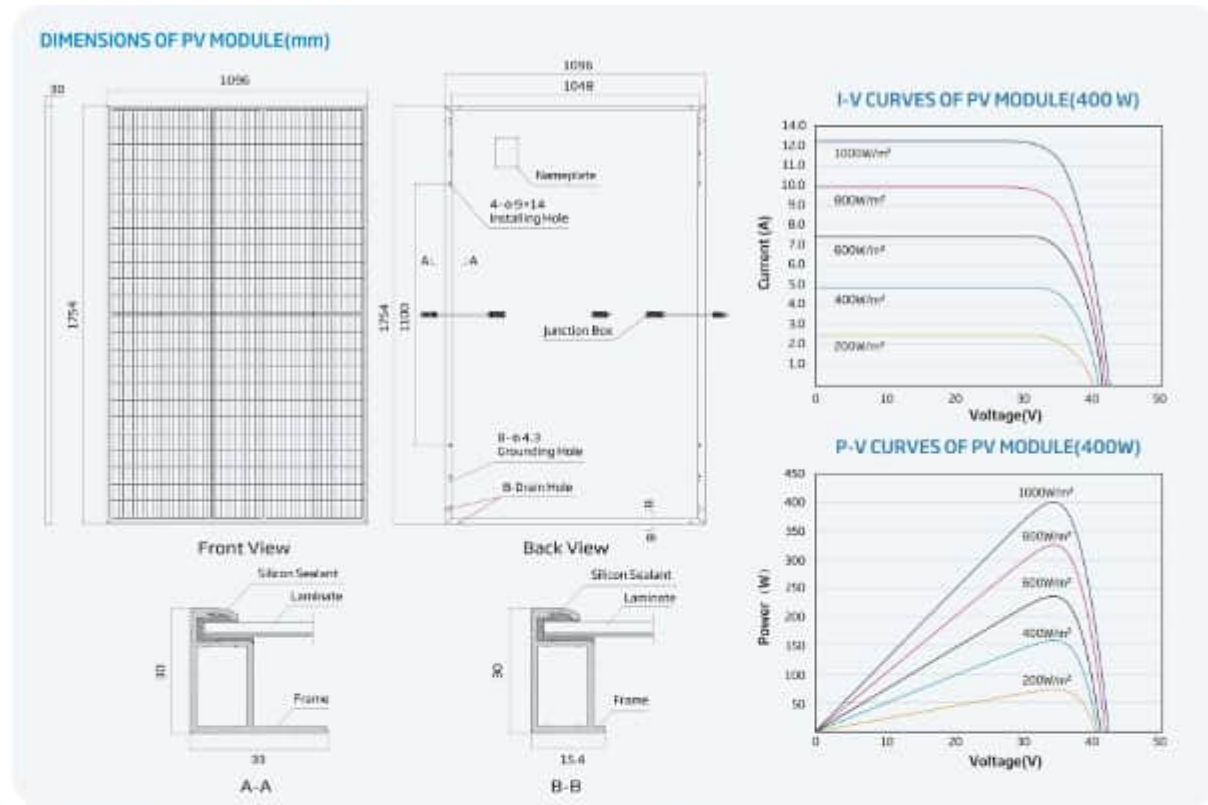 DIMENSIONS OF PV MODULE(mm)
30
1096
1754
Front View
1096
1048
Nameplate
4-φ9*14
Installing Hole
A
A
1754
1100
Junction Box
8-φ4.3
Grounding Hole
8-Drain Hole
B
B
Back View
Silicon Sealant
Laminate
30
Frame
33
A-A
Silicon Sealant
Laminate
30
Frame
15.4
B-B
I-V CURVES OF PV MODULE(400 W)
14.0
12.0
11.0
10.0
9.0
8.0
7.0
6.0
5.0
4.0
3.0
2.0
1.0
Current (A)
1000W/m²
800W/m²
600W/m²
400W/m²
200W/m²
0 10 20 30 40 50
Voltage(V)
P-V CURVES OF PV MODULE(400W)
450
400
350
300
250
200
150
100
50
Power (W)
1000W/m²
800W/m²
600W/m²
400W/m²
200W/m²
0 10 20 30 40 50
Voltage(V)